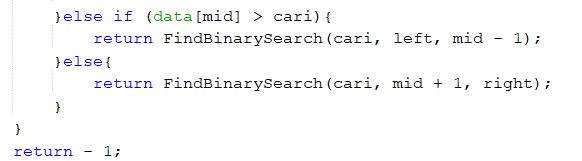 }else if (data[mid] > cari){
return FindBinarySearch(cari, left, mid - 1);
}else{
return FindBinarySearch(cari, mid + 1, right);
}
}
return - 1;